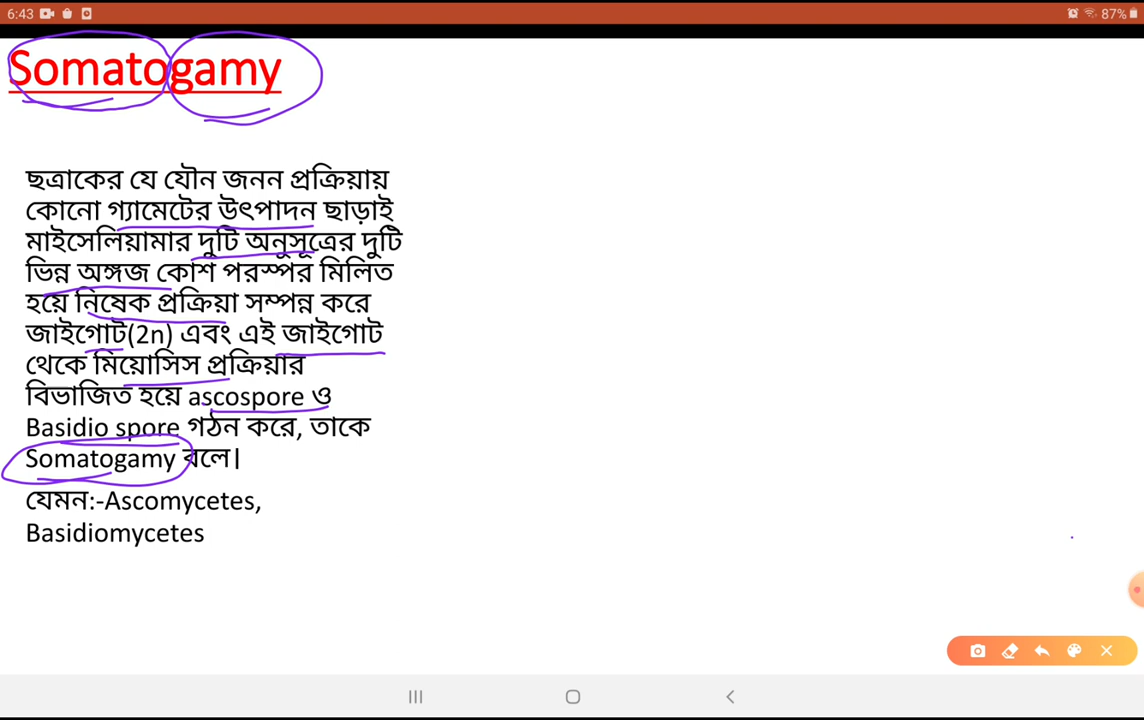 6:43
87%
Somatogamy
ছত্রাকের যে যৌন জনন প্রক্রিয়ায়
কোনো গ্যামেটের উৎপাদন ছাড়াই
মাইসেলিয়ামার দুটি অনুসূত্রের দুটি
ভিন্ন অঙ্গজ কোশ পরস্পর মিলিত
হয়ে নিষেক প্রক্রিয়া সম্পন্ন করে
জাইগোট(2n) এবং এই জাইগোট
থেকে মিয়োসিস প্রক্রিয়ার
বিভাজিত হয়ে ascospore ও
Basidio spore গঠন করে, তাকে
Somatogamy বলে।
যেমন:-Ascomycetes,
Basidiomycetes